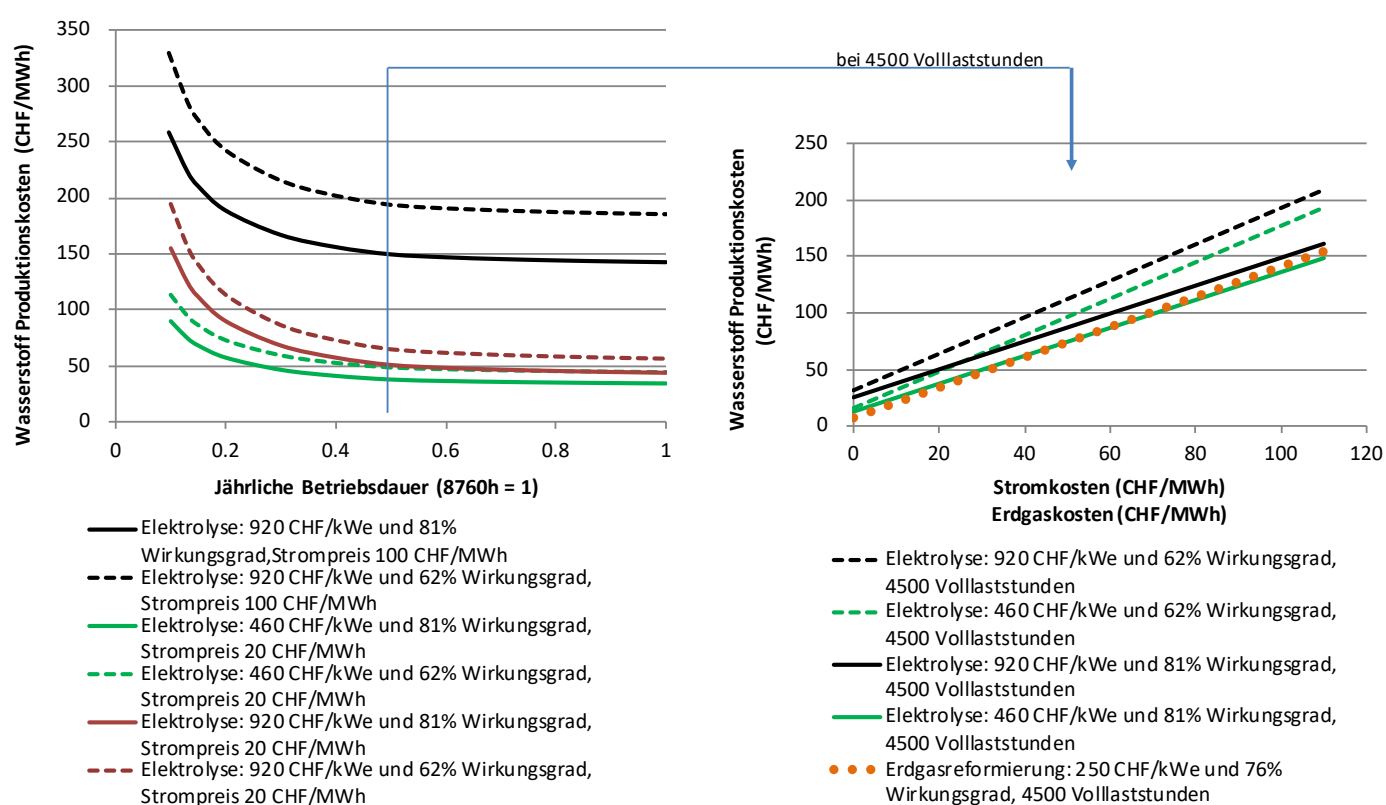 Wasserstoff Produktionskosten (CHF/MWh)
350
300
250
200
150
100
50
0
0
0.2
0.4
0.6
0.8
1
Jährliche Betriebsdauer (8760h = 1)
Elektrolyse: 920 CHF/kWe und 81%
Wirkungsgrad,Strompreis 100 CHF/MWh
Elektrolyse: 920 CHF/kWe und 62% Wirkungsgrad,
Strompreis 100 CHF/MWh
Elektrolyse: 460 CHF/kWe und 81% Wirkungsgrad,
Strompreis 20 CHF/MWh
Elektrolyse: 460 CHF/kWe und 62% Wirkungsgrad,
Strompreis 20 CHF/MWh
Elektrolyse: 920 CHF/kWe und 81% Wirkungsgrad,
Strompreis 20 CHF/MWh
Elektrolyse: 920 CHF/kWe und 62% Wirkungsgrad,
Strompreis 20 CHF/MWh
bei 4500 Volllaststunden
Wasserstoff Produktionskosten
(CHF/MWh)
250
200
150
100
50
0
0
20
40
60
80
100
120
Stromkosten (CHF/MWh)
Erdgaskosten (CHF/MWh)
Elektrolyse: 920 CHF/kWe und 62% Wirkungsgrad,
4500 Volllaststunden
Elektrolyse: 460 CHF/kWe und 62% Wirkungsgrad,
4500 Volllaststunden
Elektrolyse: 920 CHF/kWe und 81% Wirkungsgrad,
4500 Volllaststunden
Elektrolyse: 460 CHF/kWe und 81% Wirkungsgrad,
4500 Volllaststunden
Erdgasreformierung: 250 CHF/kWe und 76%
Wirkungsgrad, 4500 Volllaststunden